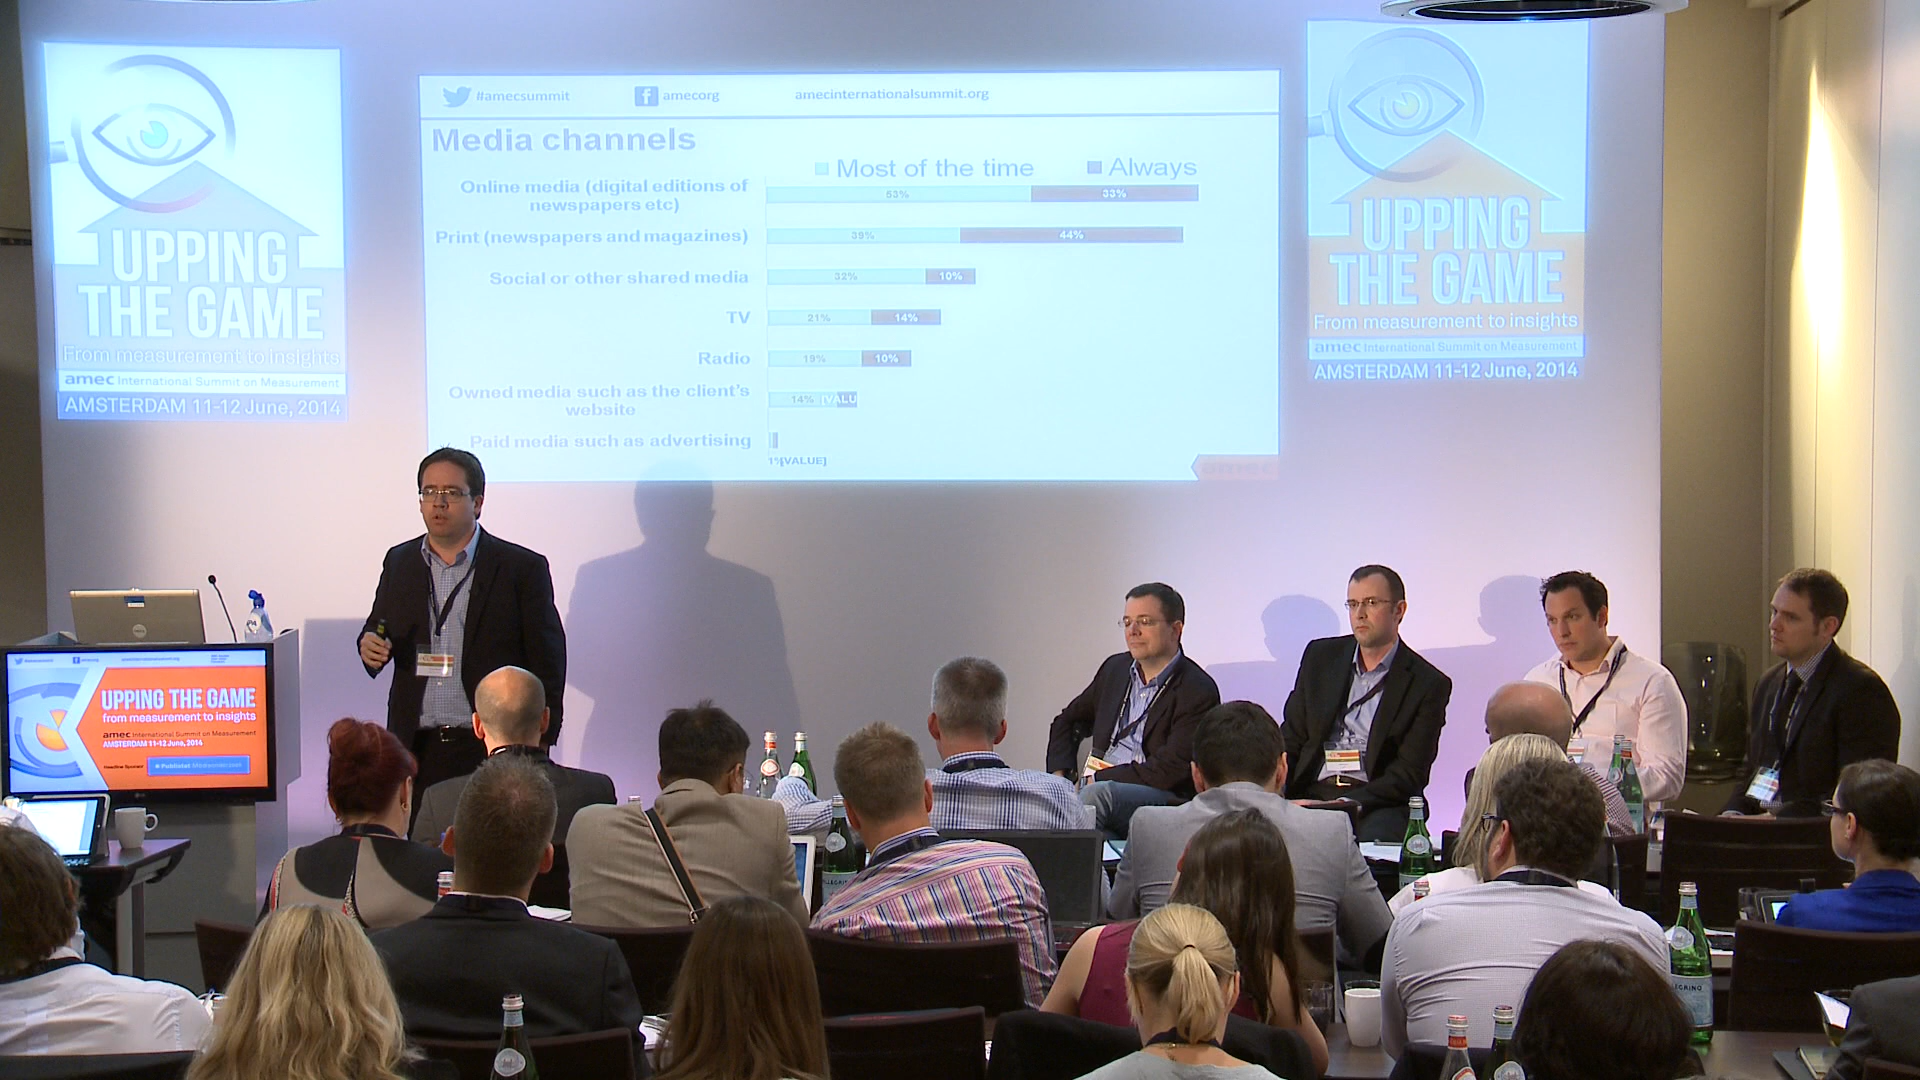 UPPING
THE GAME
From measurement to insights
amec International Summit on Measurement
AMSTERDAM 11-12 June, 2014
#amecsummit
amecorg
amecinternationalsummit.org
Media channels
Most of the time
Always
Online media (digital editions of
newspapers etc)
53%
33%
Print (newspapers and magazines)
39%
44%
Social or other shared media
32%
10%
TV
21%
14%
Radio
19%
10%
Owned media such as the client's
website
14%
[VALU
Paid media such as advertising
1%
[VALUE]
amec
UPPING
THE GAME
From measurement to insights
amec International Summit on Measurement
AMSTERDAM 11-12 June, 2014
UPPING THE GAME
from measurement to insights
amec International Summit on Measurement
AMSTERDAM 11-12 June, 2014
Headline Sponsor